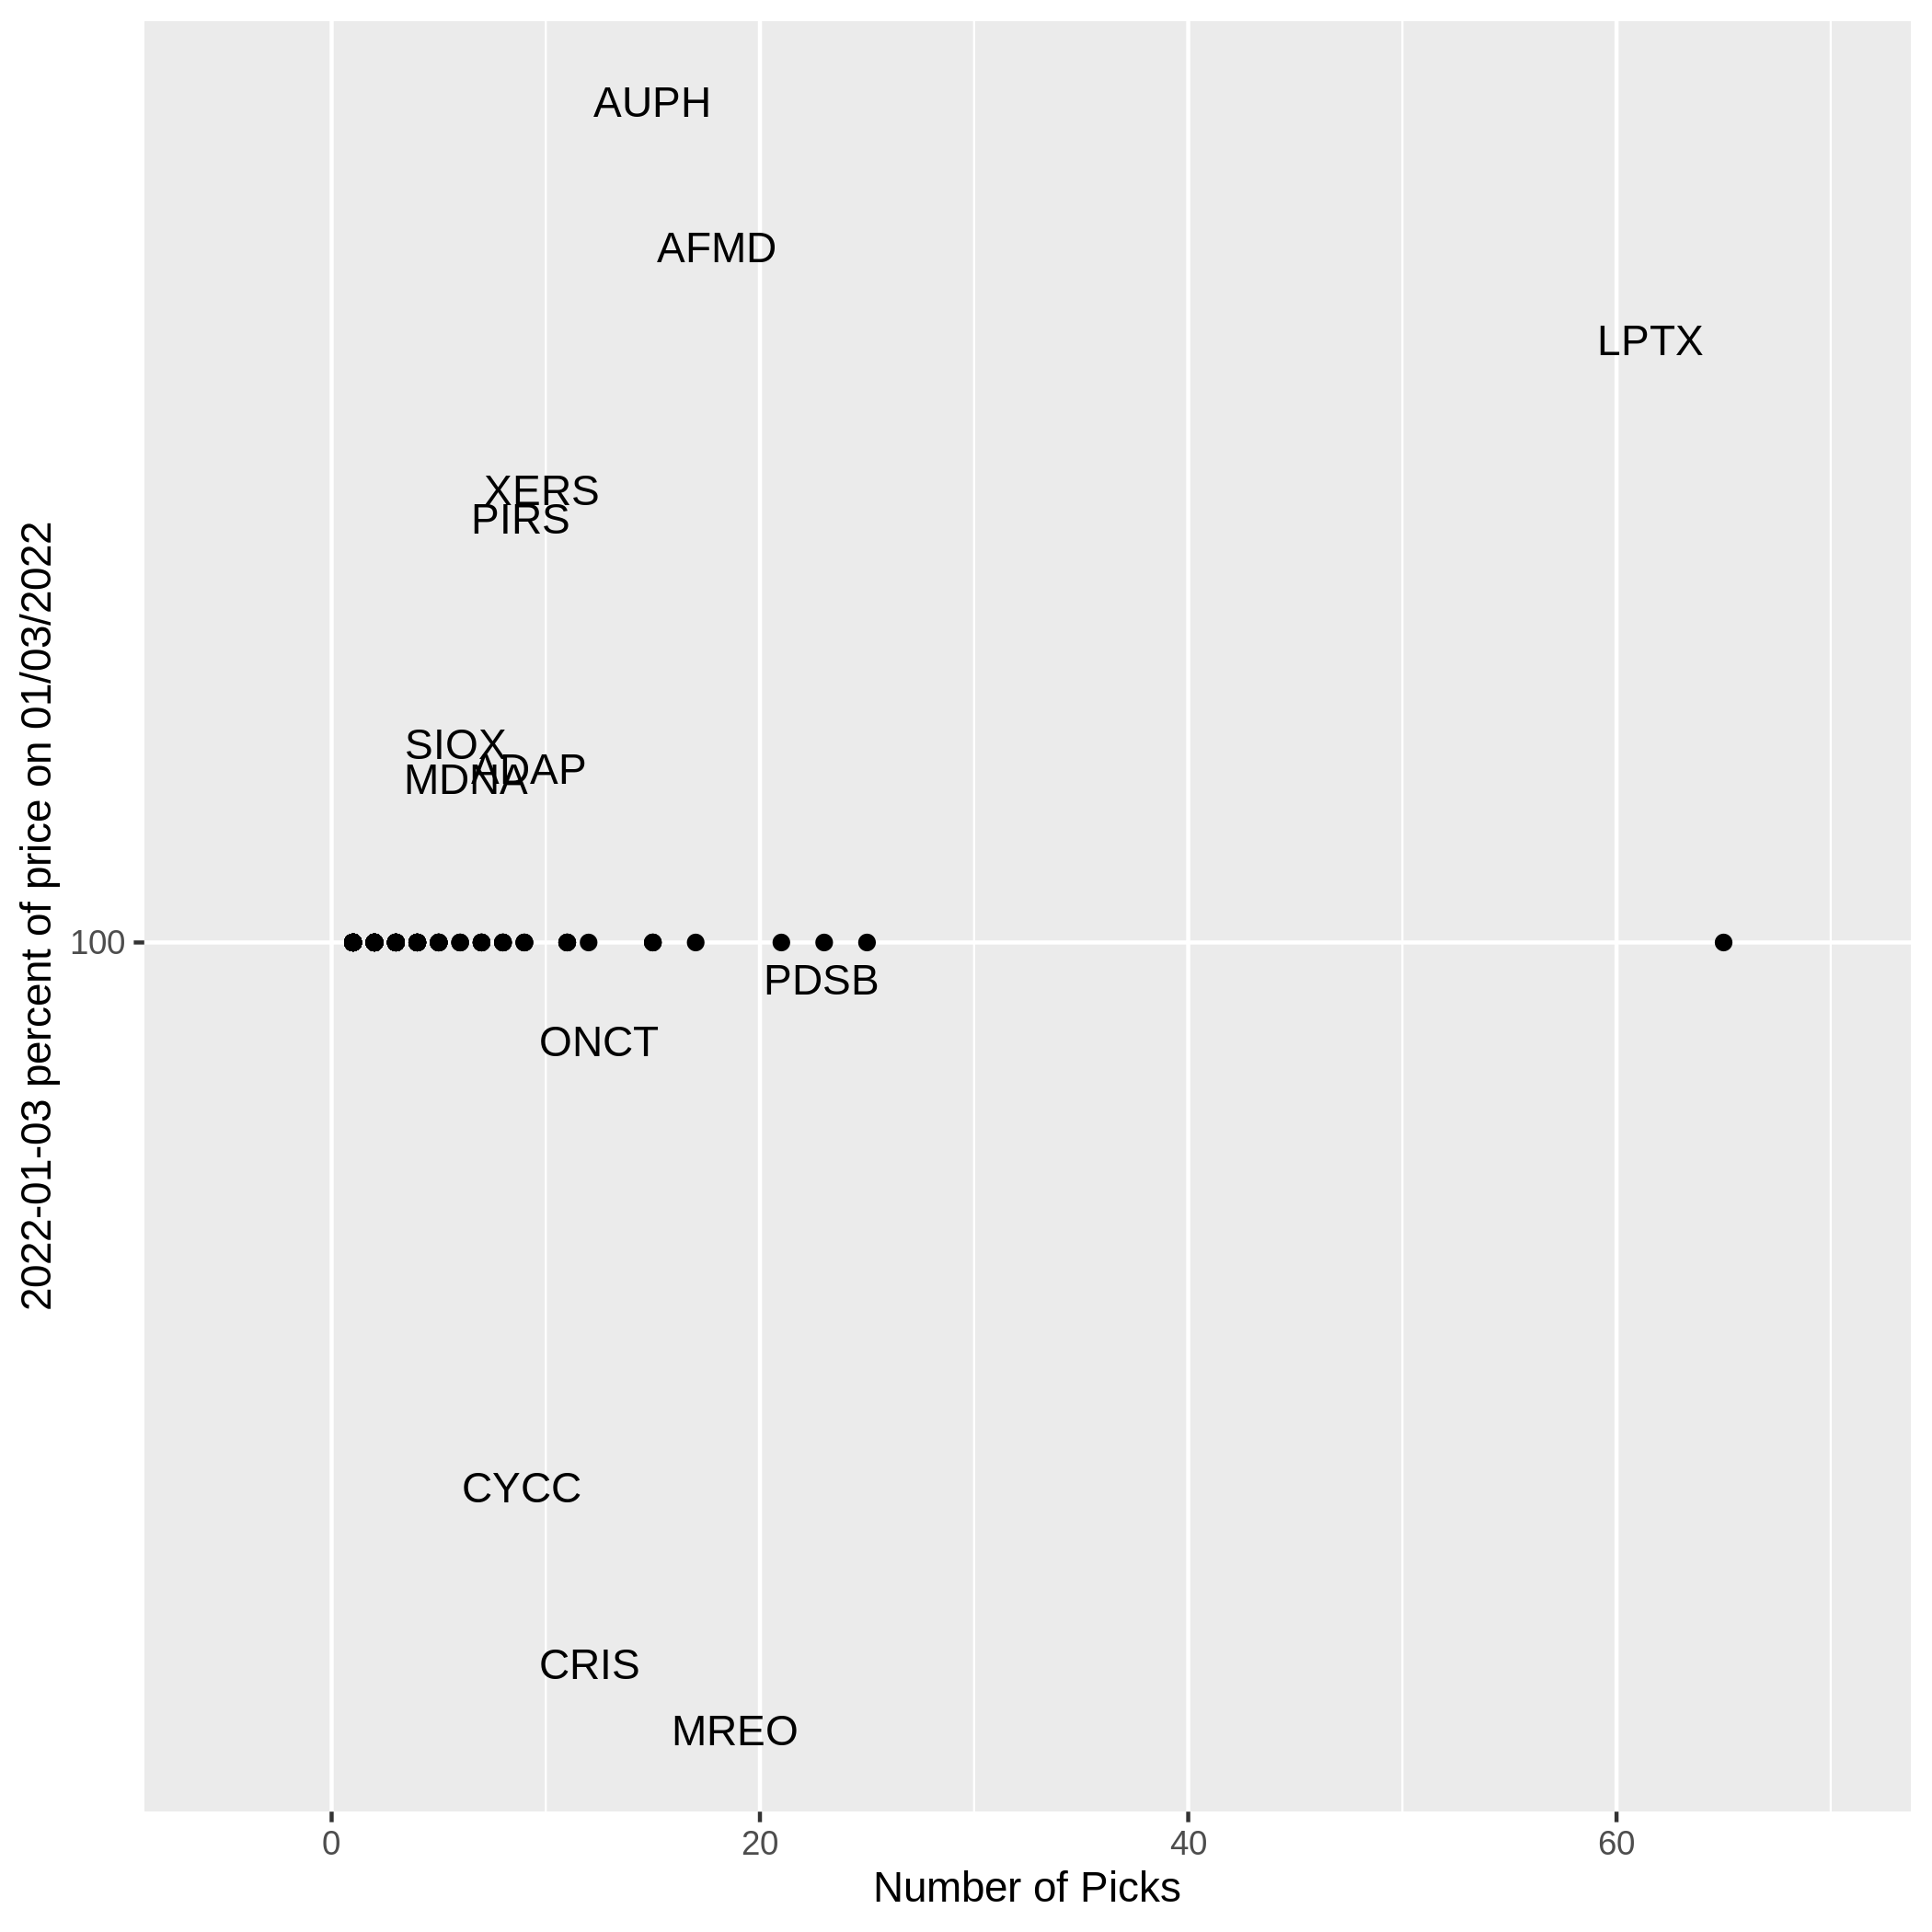 AUPH
AFMD
LPTX
XERS
PIRS
SIOX
ADAP
MDNA
100
PDSB
ONCT
CYCC
CRIS
MREO
0 20 40 60
Number of Picks
2022-01-03 percent of price on 01/03/2022